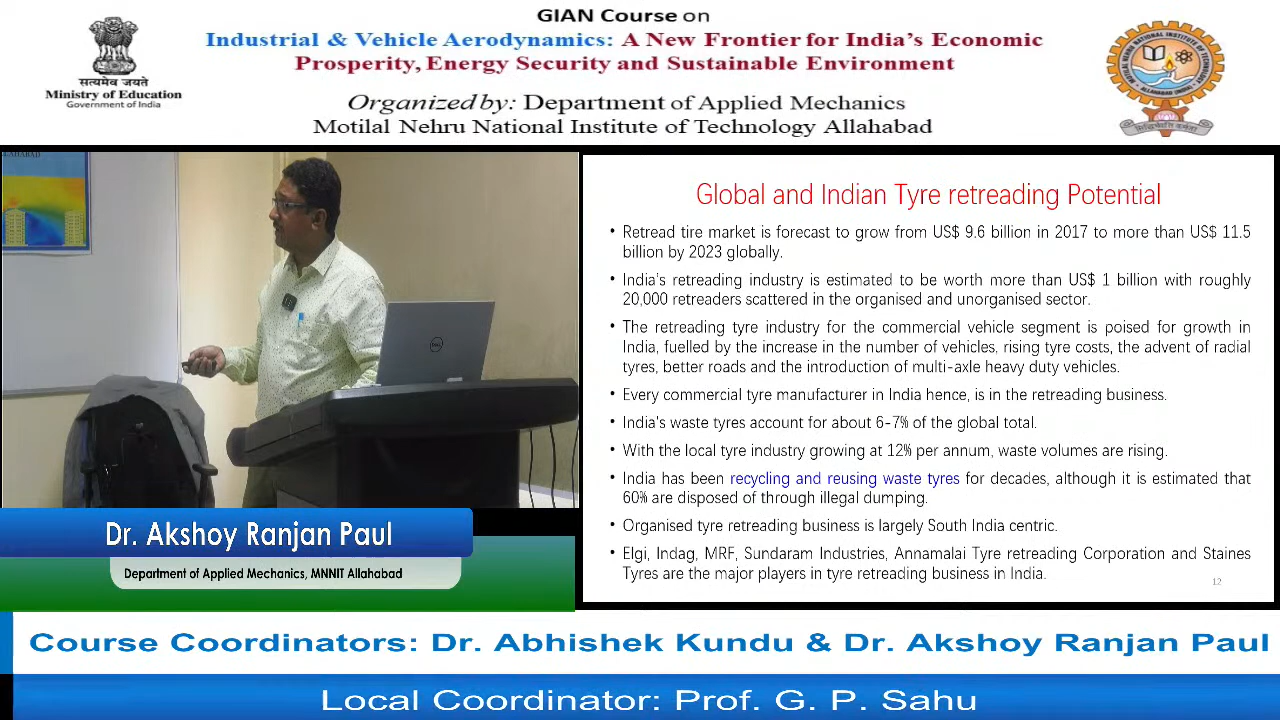 GIAN Course on
Industrial & Vehicle Aerodynamics: A New Frontier for India's Economic
Prosperity, Energy Security and Sustainable Environment
Organized by: Department of Applied Mechanics
Motilal Nehru National Institute of Technology Allahabad
सत्यमेव जयते
Ministry of Education
Government of India
Global and Indian Tyre retreading Potential
• Retread tire market is forecast to grow from US$ 9.6 billion in 2017 to more than US$ 11.5
billion by 2023 globally.
• India's retreading industry is estimated to be worth more than US$ 1 billion with roughly
20,000 retreaders scattered in the organised and unorganised sector.
• The retreading tyre industry for the commercial vehicle segment is poised for growth in
India, fuelled by the increase in the number of vehicles, rising tyre costs, the advent of radial
tyres, better roads and the introduction of multi-axle heavy duty vehicles.
• Every commercial tyre manufacturer in India hence, is in the retreading business.
• India's waste tyres account for about 6-7% of the global total.
• With the local tyre industry growing at 12% per annum, waste volumes are rising.
• India has been recycling and reusing waste tyres for decades, although it is estimated that
60% are disposed of through illegal dumping.
• Organised tyre retreading business is largely South India centric.
• Elgi, Indag, MRF, Sundaram Industries, Annamalai Tyre retreading Corporation and Staines
Tyres are the major players in tyre retreading business in India.
12
Dr. Akshoy Ranjan Paul
Department of Applied Mechanics, MNNIT Allahabad
Course Coordinators: Dr. Abhishek Kundu & Dr. Akshoy Ranjan Paul
Local Coordinator: Prof. G. P. Sahu